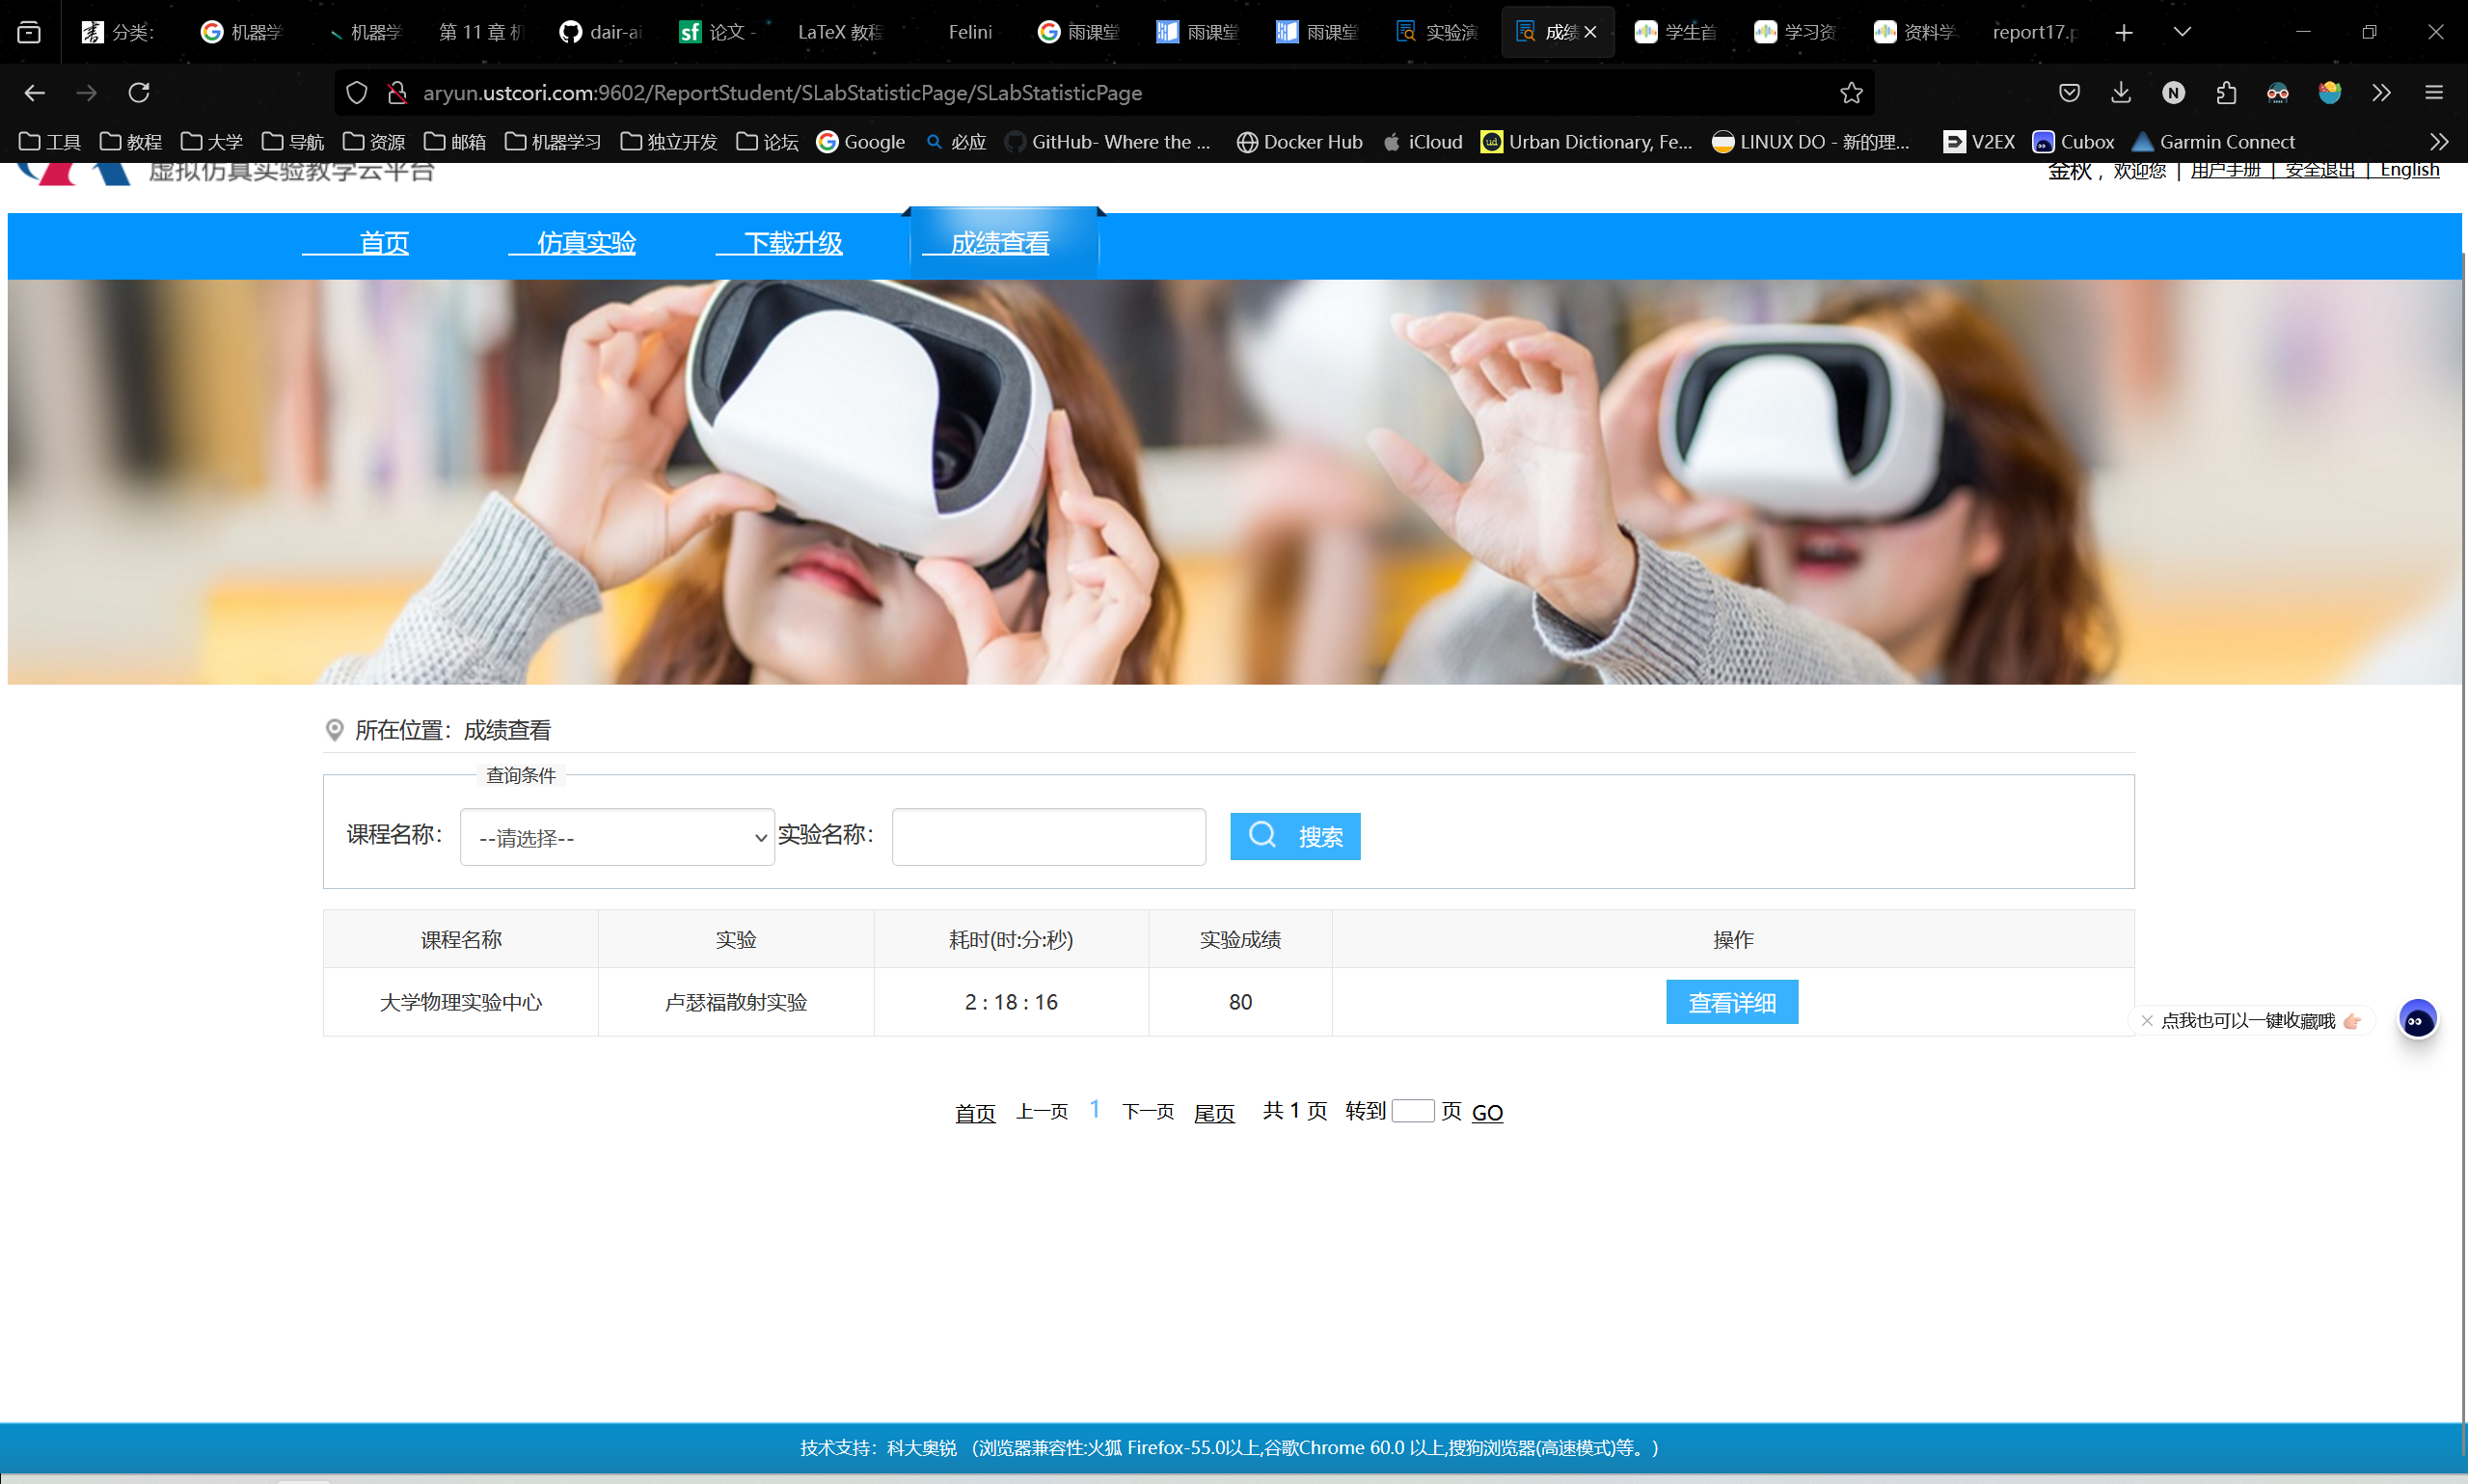 分类：
机器学
机器学
第 11 章 机
dair-ai
论文 -
LaTeX 教程
Felini
雨课堂
雨课堂
雨课堂
实验演
成绩
学生首
学习资
资料学
report17.p
aryun.ustcori.com:9602/ReportStudent/SLabStatisticPage/SLabStatisticPage
工具 教程 大学 导航 资源 邮箱 机器学习 独立开发 论坛 Google 必应 GitHub- Where the ... Docker Hub iCloud Urban Dictionary, Fe... LINUX DO - 新的理... V2EX Cubox Garmin Connect
虚拟仿真实验教学云平台
金秋，欢迎您 | 用户手册 | 安全退出 | English
首页 仿真实验 下载升级 成绩查看
所在位置：成绩查看
查询条件
课程名称： --请选择-- 实验名称： 搜索
课程名称 实验 耗时(时:分:秒) 实验成绩 操作
大学物理实验中心 卢瑟福散射实验 2 : 18 : 16 80 查看详细
点我也可以一键收藏哦
首页 上一页 1 下一页 尾页 共 1 页 转到 页 GO
技术支持：科大奥锐 （浏览器兼容性:火狐 Firefox-55.0以上,谷歌Chrome 60.0 以上,搜狗浏览器(高速模式)等。）